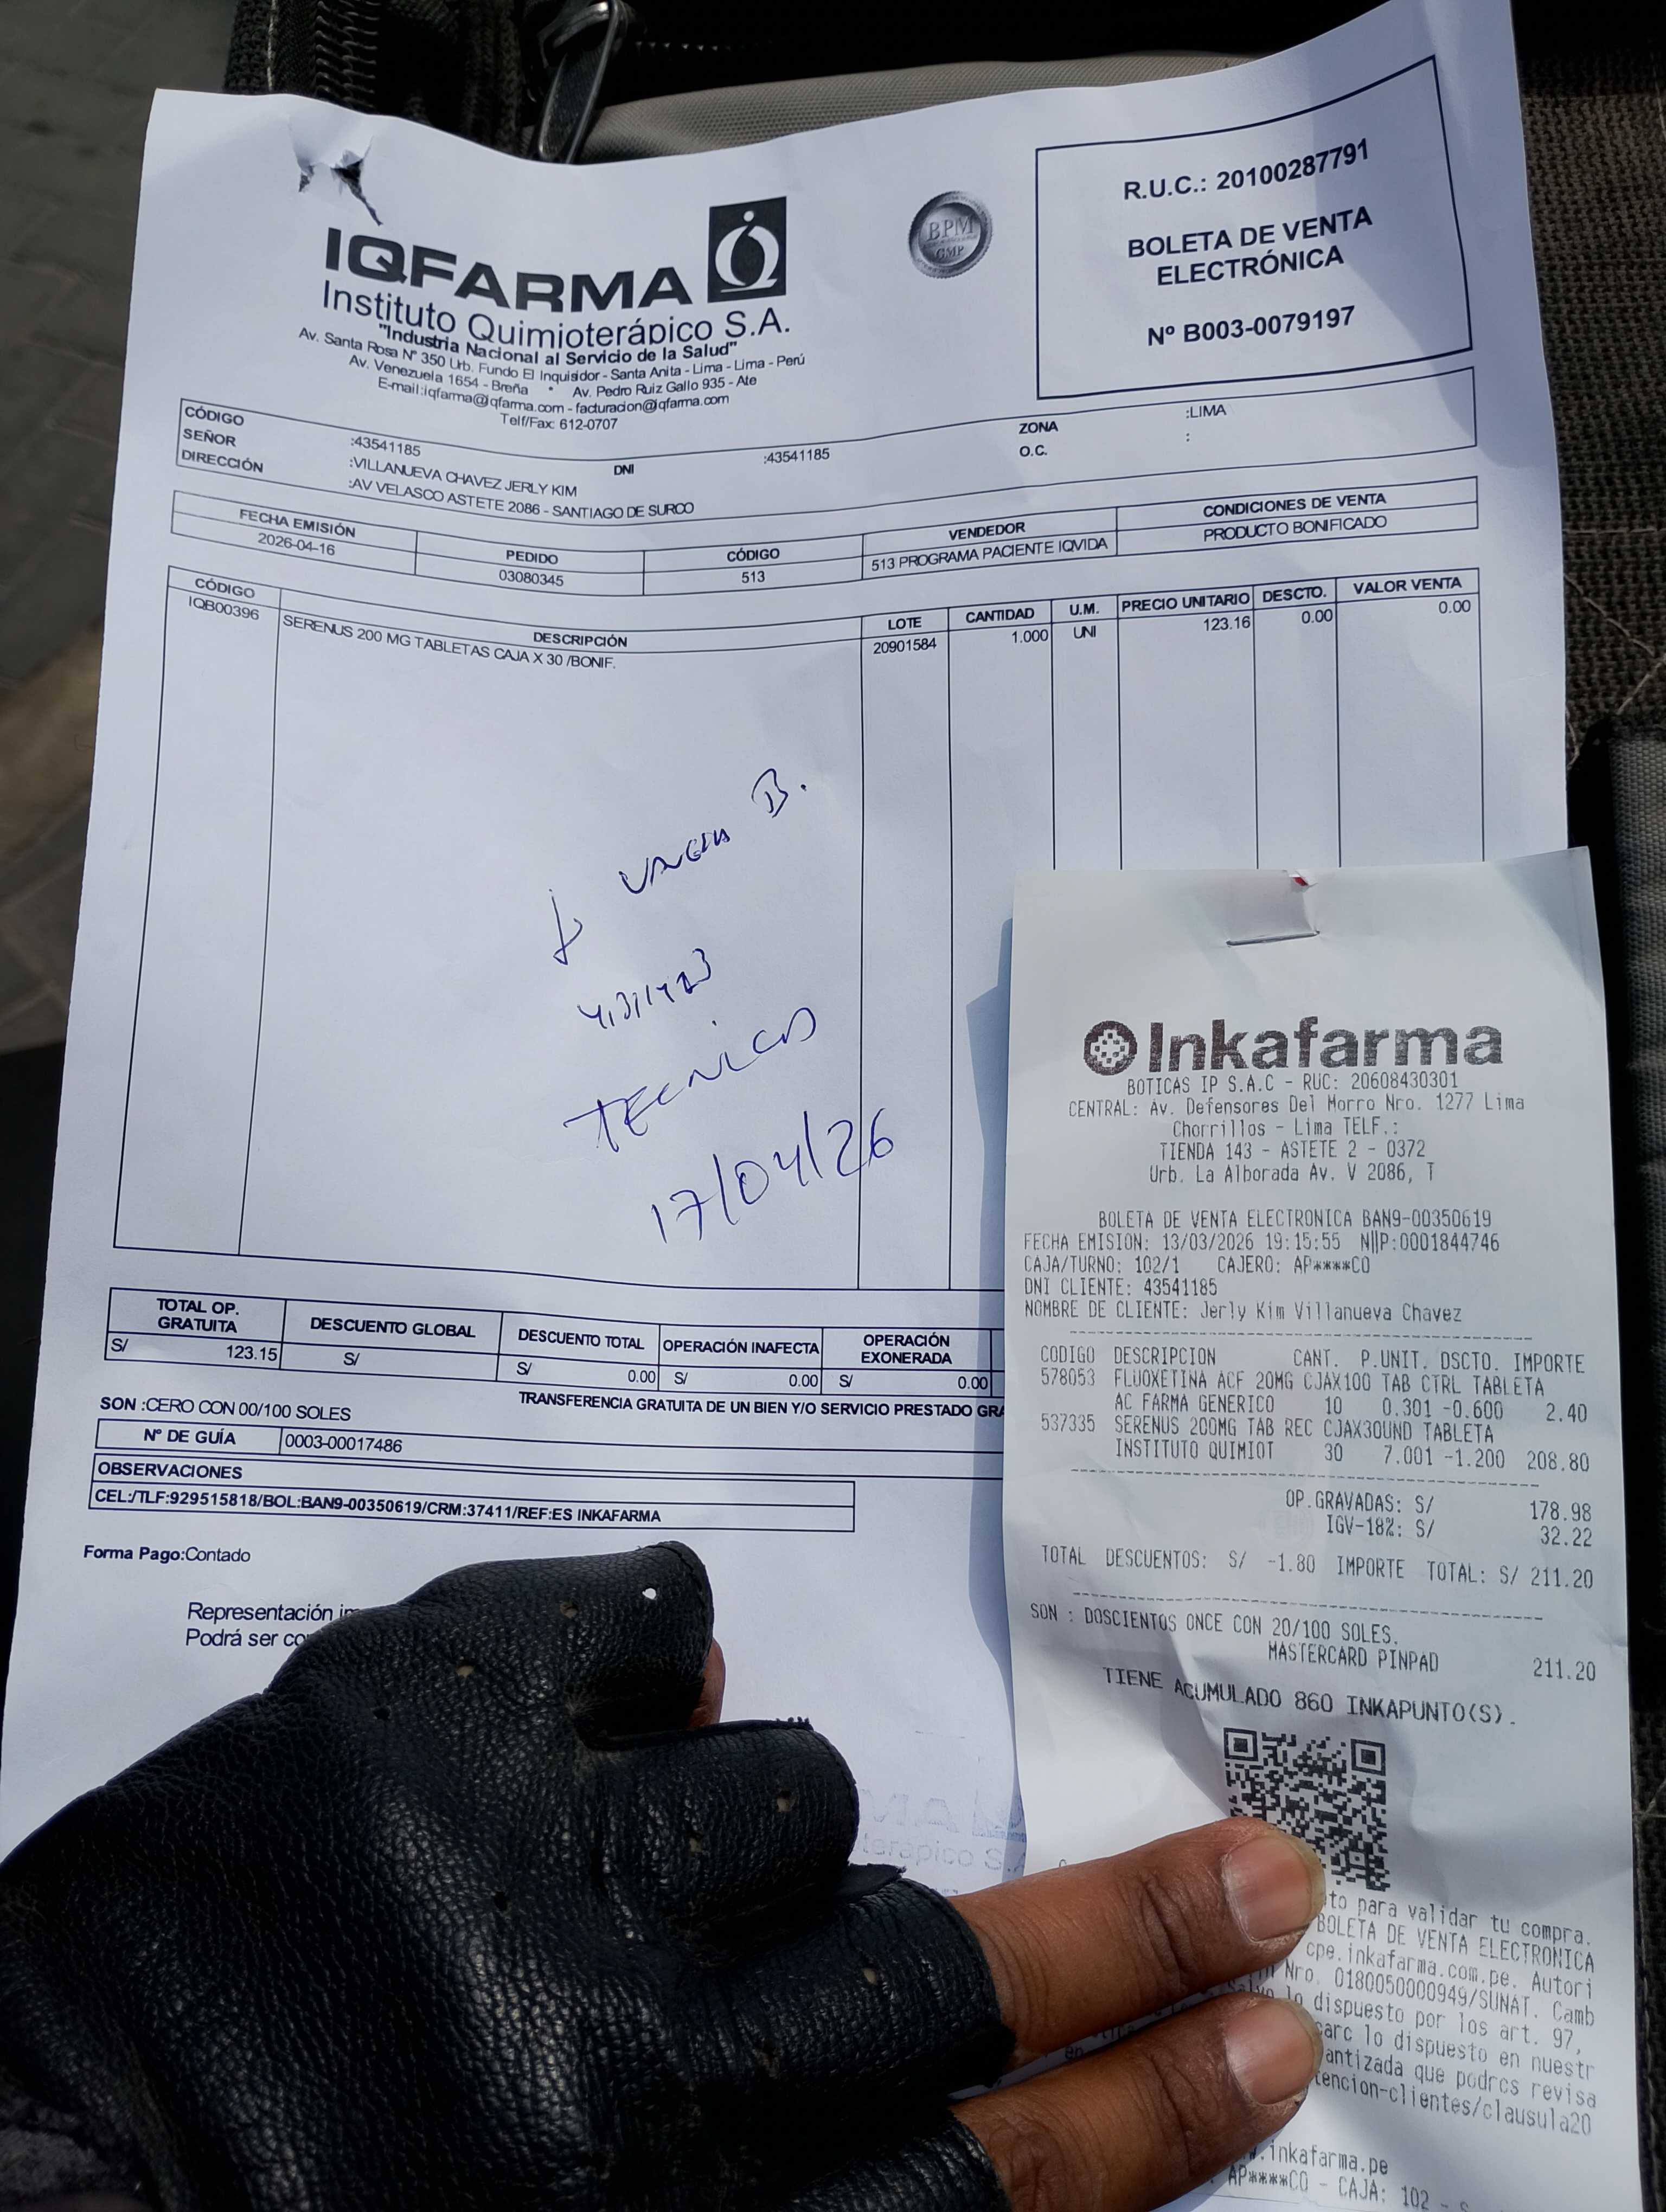 IQFARMA
Instituto Quimioterápico S.A.
"Industria Nacional al Servicio de la Salud"
Av. Santa Rosa Nº 350 Urb. Fundo El Inquisidor - Santa Anita - Lima - Lima - Perú
Av. Venezuela 1654 - Breña * Av. Pedro Ruiz Gallo 935 - Ate
E-mail:iqfarma@iqfarma.com - facturacion@iqfarma.com
Telf/Fax: 612-0707
BPM
GMP
R.U.C.: 20100287791
BOLETA DE VENTA
ELECTRÓNICA
Nº B003-0079197
CÓDIGO :43541185 DNI :43541185 ZONA :LIMA
SEÑOR :VILLANUEVA CHAVEZ JERLY KIM O.C. :
DIRECCIÓN :AV VELASCO ASTETE 2086 - SANTIAGO DE SURCO
FECHA EMISIÓN PEDIDO CÓDIGO VENDEDOR CONDICIONES DE VENTA
2026-04-16 03080345 513 513 PROGRAMA PACIENTE IQVIDA PRODUCTO BONIFICADO
CÓDIGO DESCRIPCIÓN LOTE CANTIDAD U.M. PRECIO UNITARIO DESCTO. VALOR VENTA
IQB00396 SERENUS 200 MG TABLETAS CAJA X 30 /BONIF. 20901584 1.000 UNI 123.16 0.00 0.00
B.
TECNICO
17/04/26
TOTAL OP. GRATUITA DESCUENTO GLOBAL DESCUENTO TOTAL OPERACIÓN INAFECTA OPERACIÓN EXONERADA
S/ 123.15 S/ S/ 0.00 S/ 0.00 S/ 0.00
SON :CERO CON 00/100 SOLES TRANSFERENCIA GRATUITA DE UN BIEN Y/O SERVICIO PRESTADO GRA
Nº DE GUÍA 0003-00017486
OBSERVACIONES
CEL:/TLF:929515818/BOL:BAN9-00350619/CRM:37411/REF:ES INKAFARMA
Forma Pago:Contado
Representación
Podrá ser
Inkafarma
BOTICAS IP S.A.C - RUC: 20608430301
CENTRAL: Av. Defensores Del Morro Nro. 1277 Lima
Chorrillos - Lima TELF.:
TIENDA 143 - ASTETE 2 - 0372
Urb. La Alborada Av. V 2086, T
BOLETA DE VENTA ELECTRONICA BAN9-00350619
FECHA EMISION: 13/03/2026 19:15:55 N||P:0001844746
CAJA/TURNO: 102/1 CAJERO: AP****CO
DNI CLIENTE: 43541185
NOMBRE DE CLIENTE: Jerly Kim Villanueva Chavez
CODIGO DESCRIPCION CANT. P.UNIT. DSCTO. IMPORTE
578053 FLUOXETINA ACF 20MG CJAX100 TAB CTRL TABLETA
AC FARMA GENERICO 10 0.301 -0.600 2.40
537335 SERENUS 200MG TAB REC CJAX30UND TABLETA
INSTITUTO QUIMIOT 30 7.001 -1.200 208.80
OP.GRAVADAS: S/ 178.98
IGV-18%: S/ 32.22
TOTAL DESCUENTOS: S/ -1.80 IMPORTE TOTAL: S/ 211.20
SON : DOSCIENTOS ONCE CON 20/100 SOLES.
MASTERCARD PINPAD 211.20
TIENE ACUMULADO 860 INKAPUNTO(S).
para validar tu compra.
BOLETA DE VENTA ELECTRONICA
cpe.inkafarma.com.pe. Autori
Nro. 0180050000949/SUNAT. Camb
lo dispuesto por los art. 97,
lo dispuesto en nuestr
que podrcs revisa
tencion-clientes/clausula20
.inkafarma.pe
AP****CO - CAJA: 102 -